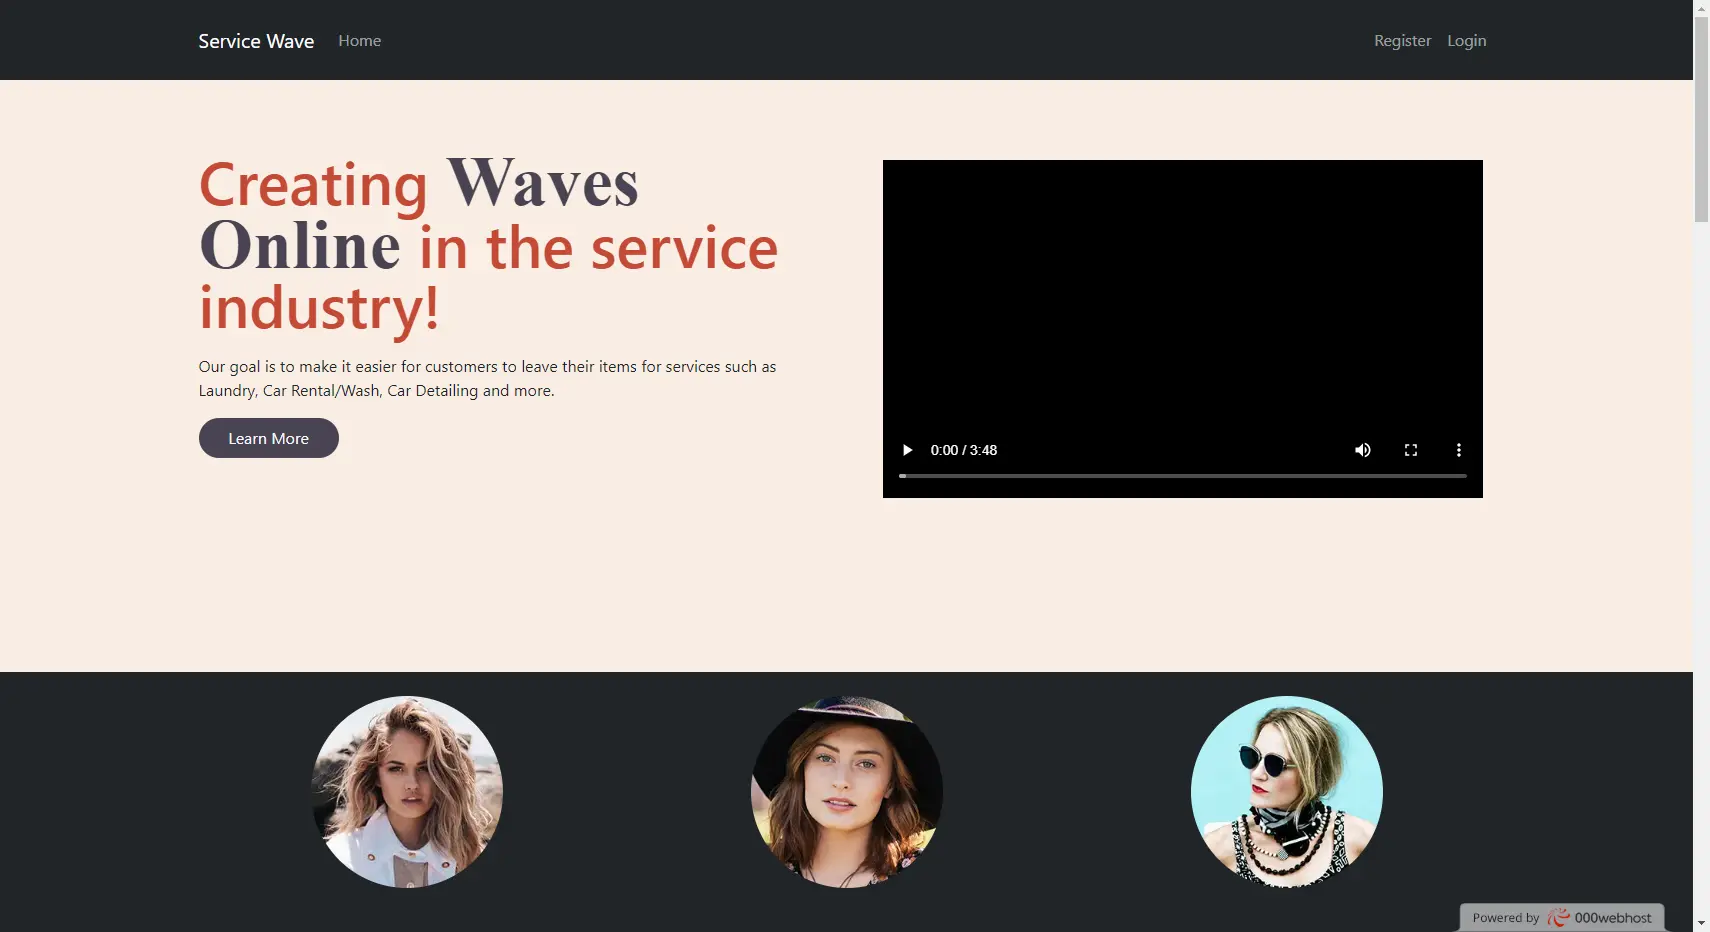 Service Wave Home Register Login
Creating Waves
Online in the service
industry!
Our goal is to make it easier for customers to leave their items for services such as
Laundry, Car Rental/Wash, Car Detailing and more.
Learn More
0:00 / 3:48
Powered by 000webhost